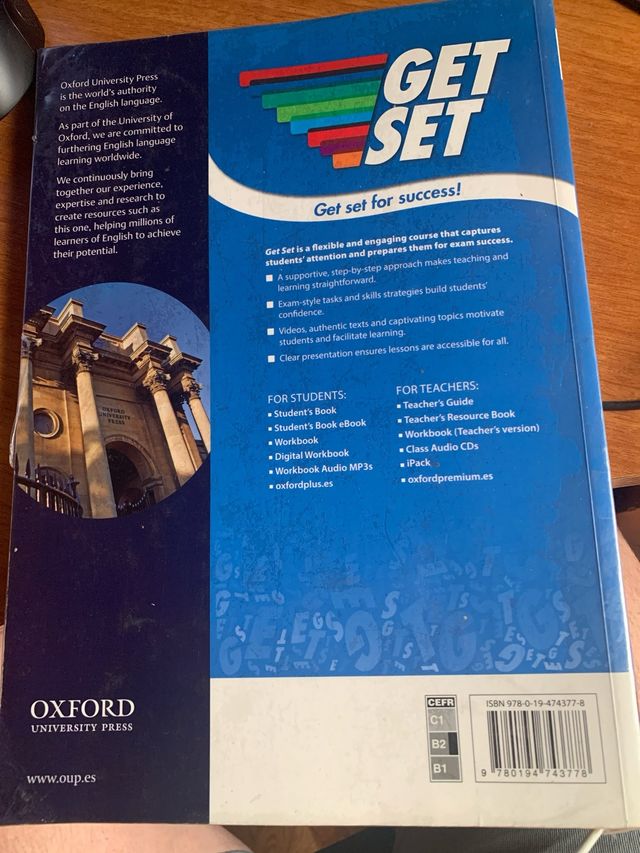 Oxford University Press
is the world's authority
on the English language.
As part of the University of
Oxford, we are committed to
furthering English language
learning worldwide.
We continuously bring
together our experience,
expertise and research to
create resources such as
this one, helping millions of
learners of English to achieve
their potential.
OXFORD
UNIVERSITY
PRESS
OXFORD
UNIVERSITY PRESS
www.oup.es
GET
SET
Get set for success!
Get Set is a flexible and engaging course that captures
students' attention and prepares them for exam success.
A supportive, step-by-step approach makes teaching and
learning straightforward.
Exam-style tasks and skills strategies build students'
confidence.
Videos, authentic texts and captivating topics motivate
students and facilitate learning.
Clear presentation ensures lessons are accessible for all.
FOR STUDENTS:
▪ Student's Book
▪ Student's Book eBook
▪ Workbook
▪ Digital Workbook
▪ Workbook Audio MP3s
▪ oxfordplus.es
FOR TEACHERS:
▪ Teacher's Guide
▪ Teacher's Resource Book
▪ Workbook (Teacher's version)
▪ Class Audio CDs
▪ iPack
▪ oxfordpremium.es
CEFR
C1
B2
B1
ISBN 978-0-19-474377-8
9 780194 743778